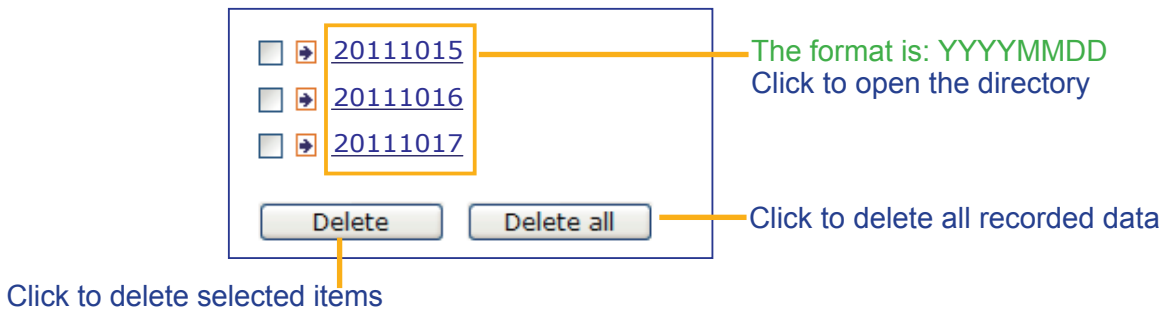 20111015
The format is: YYYYMMDD
Click to open the directory
20111016
20111017
Delete
Delete all
Click to delete all recorded data
Click to delete selected items